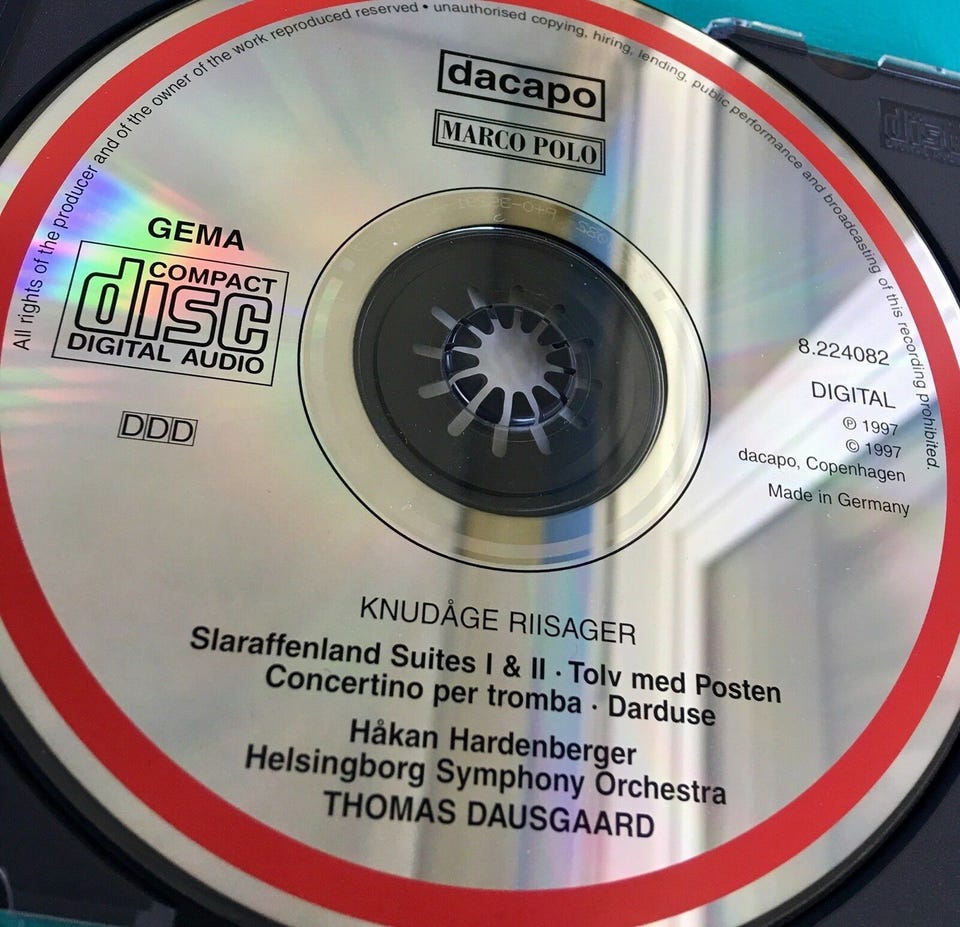 All rights of the producer and of the owner of the work reproduced reserved • unauthorised copying, hiring, lending, public performance and broadcasting of this recording prohibited.
dacapo
MARCO POLO
GEMA
COMPACT
disc
DIGITAL AUDIO
DDD
8.224082
DIGITAL
℗ 1997
© 1997
dacapo, Copenhagen
Made in Germany
KNUDÅGE RIISAGER
Slaraffenland Suites I & II · Tolv med Posten
Concertino per tromba · Darduse
Håkan Hardenberger
Helsingborg Symphony Orchestra
THOMAS DAUSGAARD